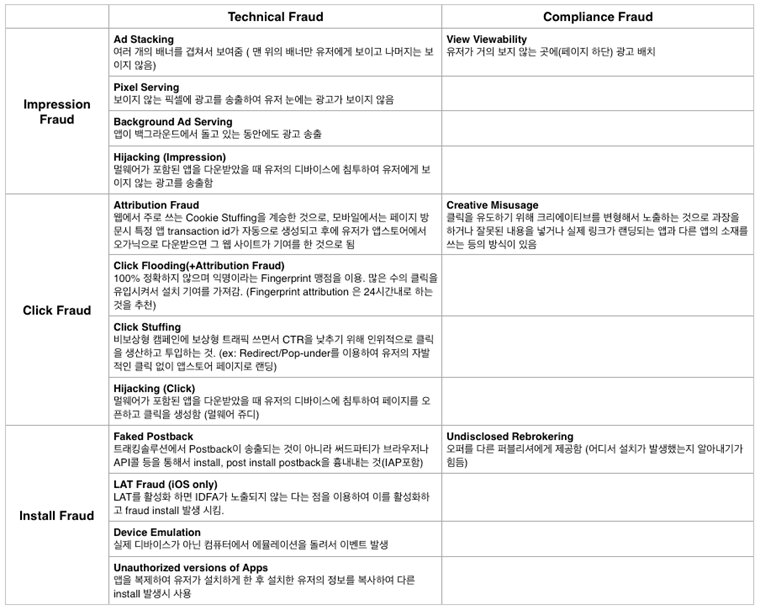 Technical Fraud
Compliance Fraud
Impression
Fraud
Ad Stacking
여러 개의 배너를 겹쳐서 보여줌 ( 맨 위의 배너만 유저에게 보이고 나머지는 보
이지 않음)
View Viewability
유저가 거의 보지 않는 곳에(페이지 하단) 광고 배치
Pixel Serving
보이지 않는 픽셀에 광고를 송출하여 유저 눈에는 광고가 보이지 않음
Background Ad Serving
앱이 백그라운드에서 돌고 있는 동안에도 광고 송출
Hijacking (Impression)
멀웨어가 포함된 앱을 다운받았을 때 유저의 디바이스에 침투하여 유저에게 보
이지 않는 광고를 송출함
Click Fraud
Attribution Fraud
웹에서 주로 쓰는 Cookie Stuffing을 계승한 것으로, 모바일에서는 페이지 방
문시 특정 앱 transaction id가 자동으로 생성되고 후에 유저가 앱스토어에서
오가닉으로 다운받으면 그 웹 사이트가 기여를 한 것으로 됨
Creative Misusage
클릭을 유도하기 위해 크리에이티브를 변형해서 노출하는 것으로 과장을
하거나 잘못된 내용을 넣거나 실제 링크가 랜딩되는 앱과 다른 앱의 소재를
쓰는 등의 방식이 있음
Click Flooding(+Attribution Fraud)
100% 정확하지 않으며 익명이라는 Fingerprint 맹점을 이용. 많은 수의 클릭을
유입시켜서 설치 기여를 가져감. (Fingerprint attribution 은 24시간내로 하는
것을 추천)
Click Stuffing
비보상형 캠페인에 보상형 트래픽 쓰면서 CTR을 낮추기 위해 인위적으로 클릭
을 생산하고 투입하는 것. (ex: Redirect/Pop-under를 이용하여 유저의 자발
적인 클릭 없이 앱스토어 페이지로 랜딩)
Hijacking (Click)
멀웨어가 포함된 앱을 다운받았을 때 유저의 디바이스에 침투하여 페이지를 오
픈하고 클릭을 생성함 (멀웨어 쥬디)
Install Fraud
Faked Postback
트래킹솔루션에서 Postback이 송출되는 것이 아니라 써드파티가 브라우저나
API콜 등을 통해서 install, post install postback을 흉내내는 것(IAP포함)
Undisclosed Rebrokering
오퍼를 다른 퍼블리셔에게 제공함 (어디서 설치가 발생했는지 알아내기가
힘듬)
LAT Fraud (iOS only)
LAT를 활성화 하면 IDFA가 노출되지 않는 다는 점을 이용하여 이를 활성화하
고 fraud install 발생 시킴.
Device Emulation
실제 디바이스가 아닌 컴퓨터에서 에뮬레이션을 돌려서 이벤트 발생
Unauthorized versions of Apps
앱을 복제하여 유저가 설치하게 한 후 설치한 유저의 정보를 복사하여 다른
install 발생시 사용